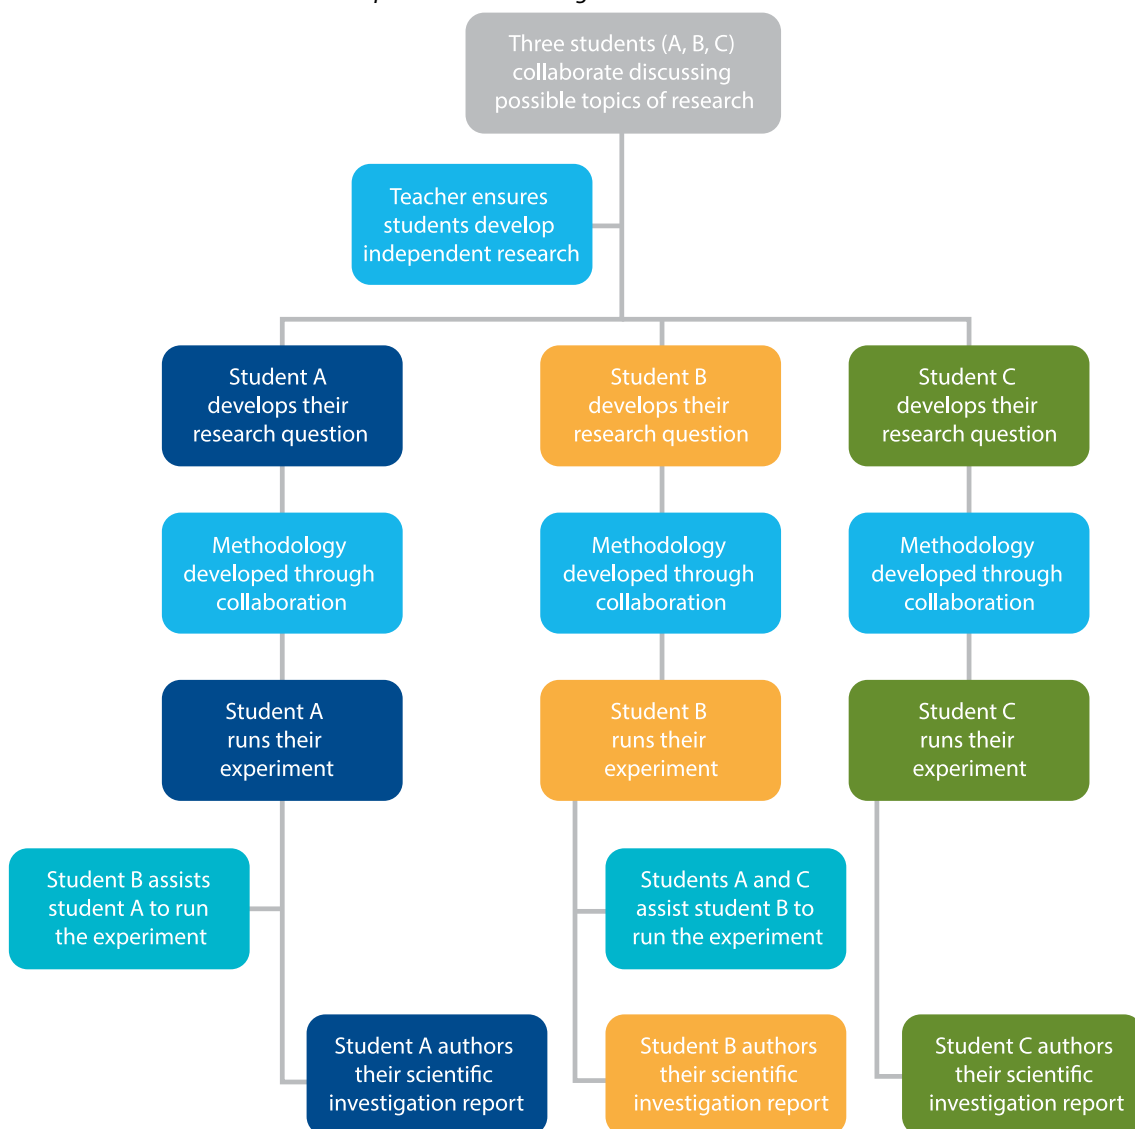 Three students (A, B, C)
collaborate discussing
possible topics of research
Teacher ensures
students develop
independent research
Student A
develops their
research question
Student B
develops their
research question
Student C
develops their
research question
Methodology
developed through
collaboration
Methodology
developed through
collaboration
Methodology
developed through
collaboration
Student A
runs their
experiment
Student B
runs their
experiment
Student C
runs their
experiment
Student B assists
student A to run
the experiment
Students A and C
assist student B to
run the experiment
Student A authors
their scientific
investigation report
Student B authors
their scientific
investigation report
Student C authors
their scientific
investigation report